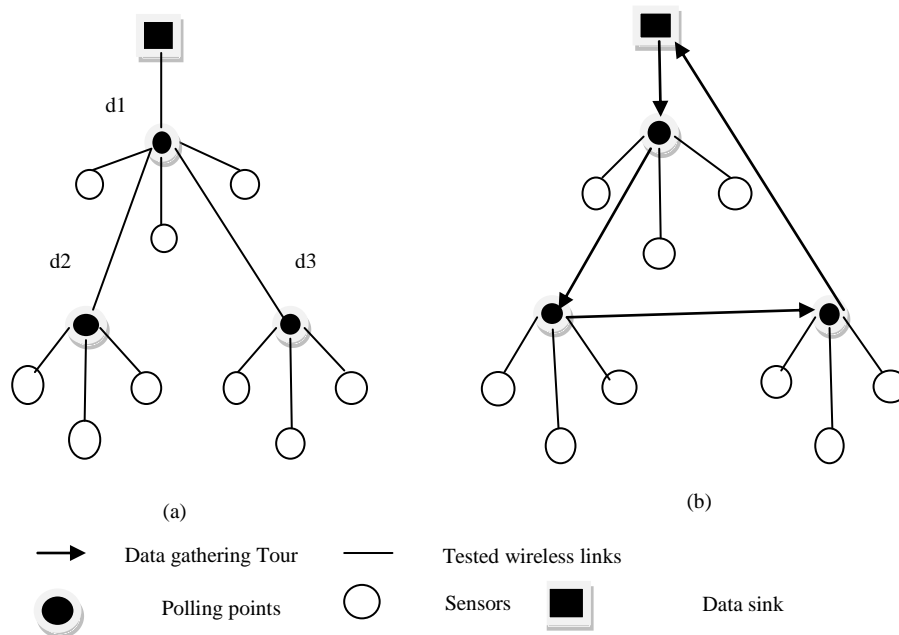 d1
d2
d3
(a)
(b)
Data gathering Tour
Tested wireless links
Polling points
Sensors
Data sink